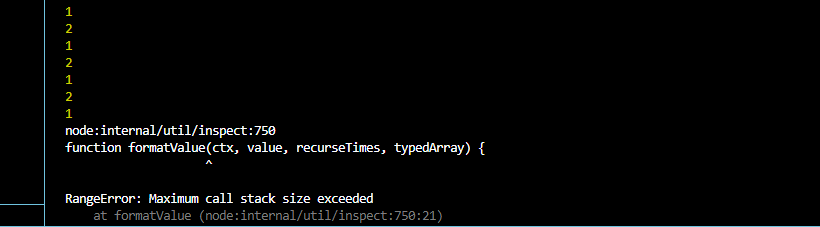 1
2
1
2
1
2
1
node:internal/util/inspect:750
function formatValue(ctx, value, recurseTimes, typedArray) {
^
RangeError: Maximum call stack size exceeded
at formatValue (node:internal/util/inspect:750:21)